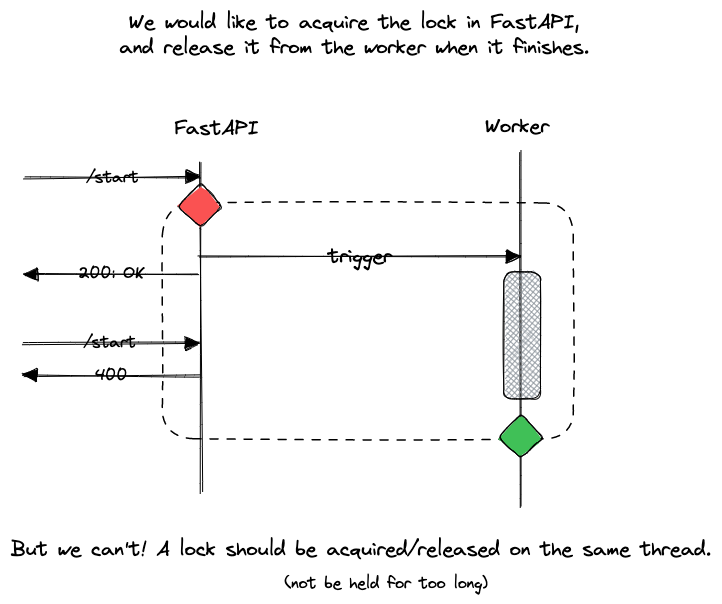 We would like to acquire the lock in FastAPI,
and release it from the worker when it finishes.
FastAPI
Worker
/start
trigger
200: OK
/start
400
But we can't! A lock should be acquired/released on the same thread.
(not be held for too long)